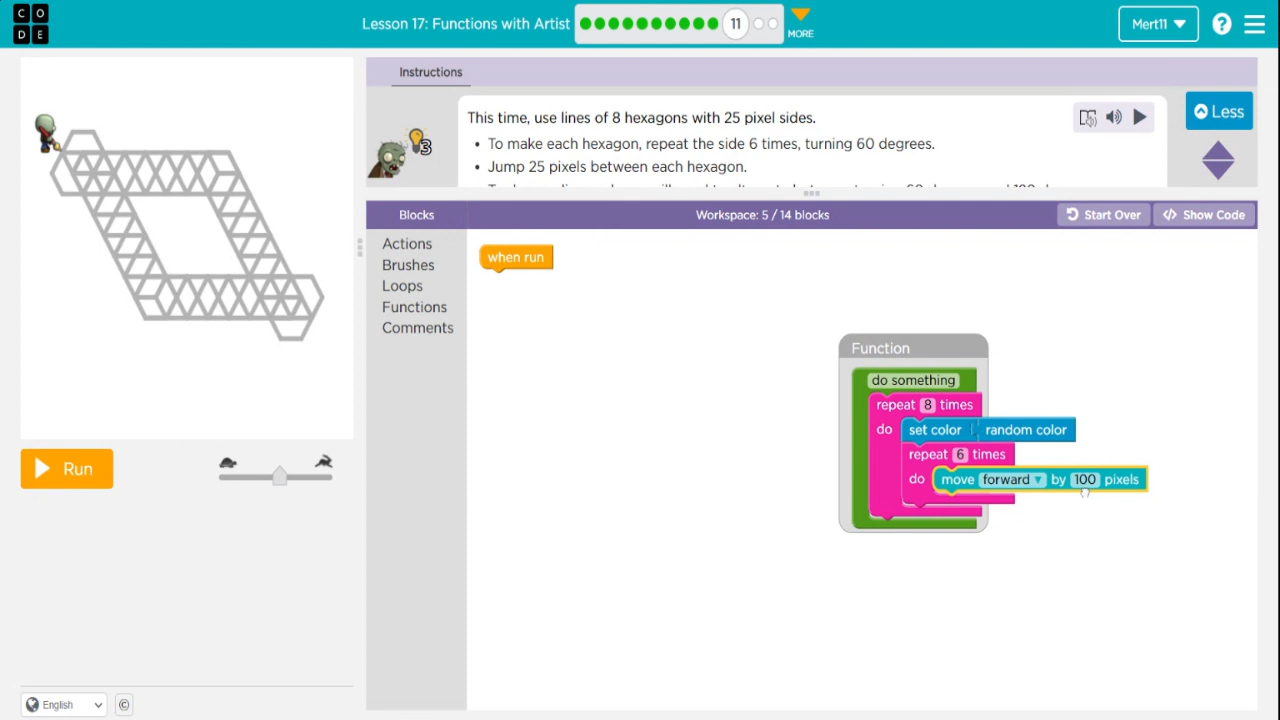 CODE
Lesson 17: Functions with Artist
11
MORE
Mert11
?
Instructions
This time, use lines of 8 hexagons with 25 pixel sides.
• To make each hexagon, repeat the side 6 times, turning 60 degrees.
• Jump 25 pixels between each hexagon.
3
Less
Blocks
Workspace: 5 / 14 blocks
Start Over
</> Show Code
Actions
Brushes
Loops
Functions
Comments
when run
Function
do something
repeat 8 times
do set color random color
repeat 6 times
do move forward by 100 pixels
Run
English
©